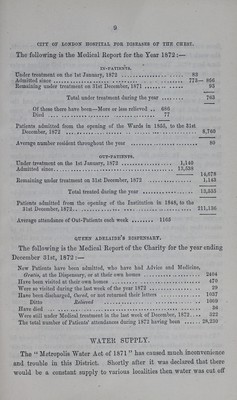 9
CITY OF LONDON HOSPITAL FOR DISEASES OF THE CHEST.
The following is the Medical Report for the Year 1872:—
IN-PATIENTS.
Under treatment on the 1st January, 1872 83
Admitted since 773— 856
Remaining under treatment on 31st December, 1871 93
Total under treatment during the year 763
Of these there have been—More or less relieved .. 686
Died 77
Patients admitted from the opening of the Wards in 1855, to the 31st
December, 1872 8,769
Average number resident throughout the year 80
OUT-PATIENTS.
Under treatment on the 1st January, 1872 1,140
Admitted since 13,538
14,678
Remaining under treatment on 31st December, 1872 1,143
Total treated during the year 13,535
Patients admitted from the opening of the Institution in 1848, to the
31st December, 1872 211,156
Average attendance of Out-Patients each week 1103
QUEEN ADELAIDE'S DISPENSARY.
The following is the Medical Report of the Charity for the year ending
December 31st, 1872:—
New Patients have been admitted, who have had Advice and Medicine,
Gratis, at the Dispensary, or at their own homes 2404
Have been visited at their own homes 470
Were so visited during the last week of the year 1872 29
Have been discharged, Cured, or not returned their letters 1057
Ditto Relieved 1009
Have died 56
Were still under Medical treatment in the last week of December, 1872 .. 322
The total number of Patients' attendances during 1872 having been 28,230
WATER SUPPLY.
The "Metropolis Water Act of 1871" has caused much inconvenience
and trouble in this District. Shortly after it was declared that there
would be a constant supply to various localities then water was cut off